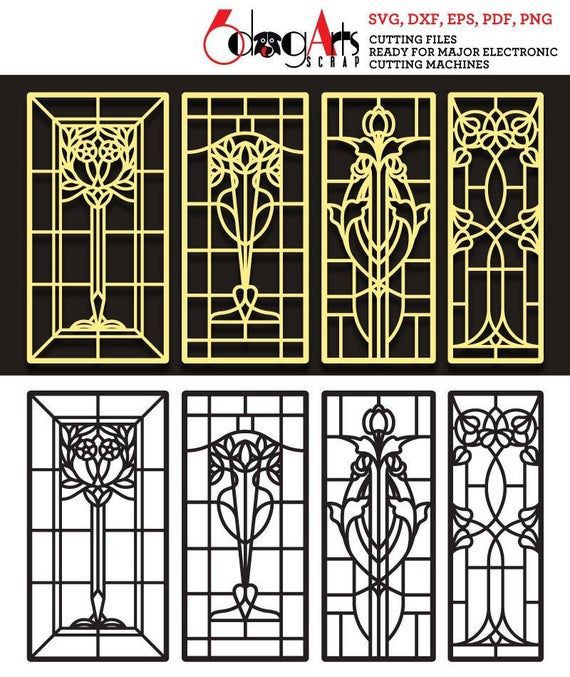 6dogArts
SCRAP
SVG, DXF, EPS, PDF, PNG
CUTTING FILES
READY FOR MAJOR ELECTRONIC
CUTTING MACHINES